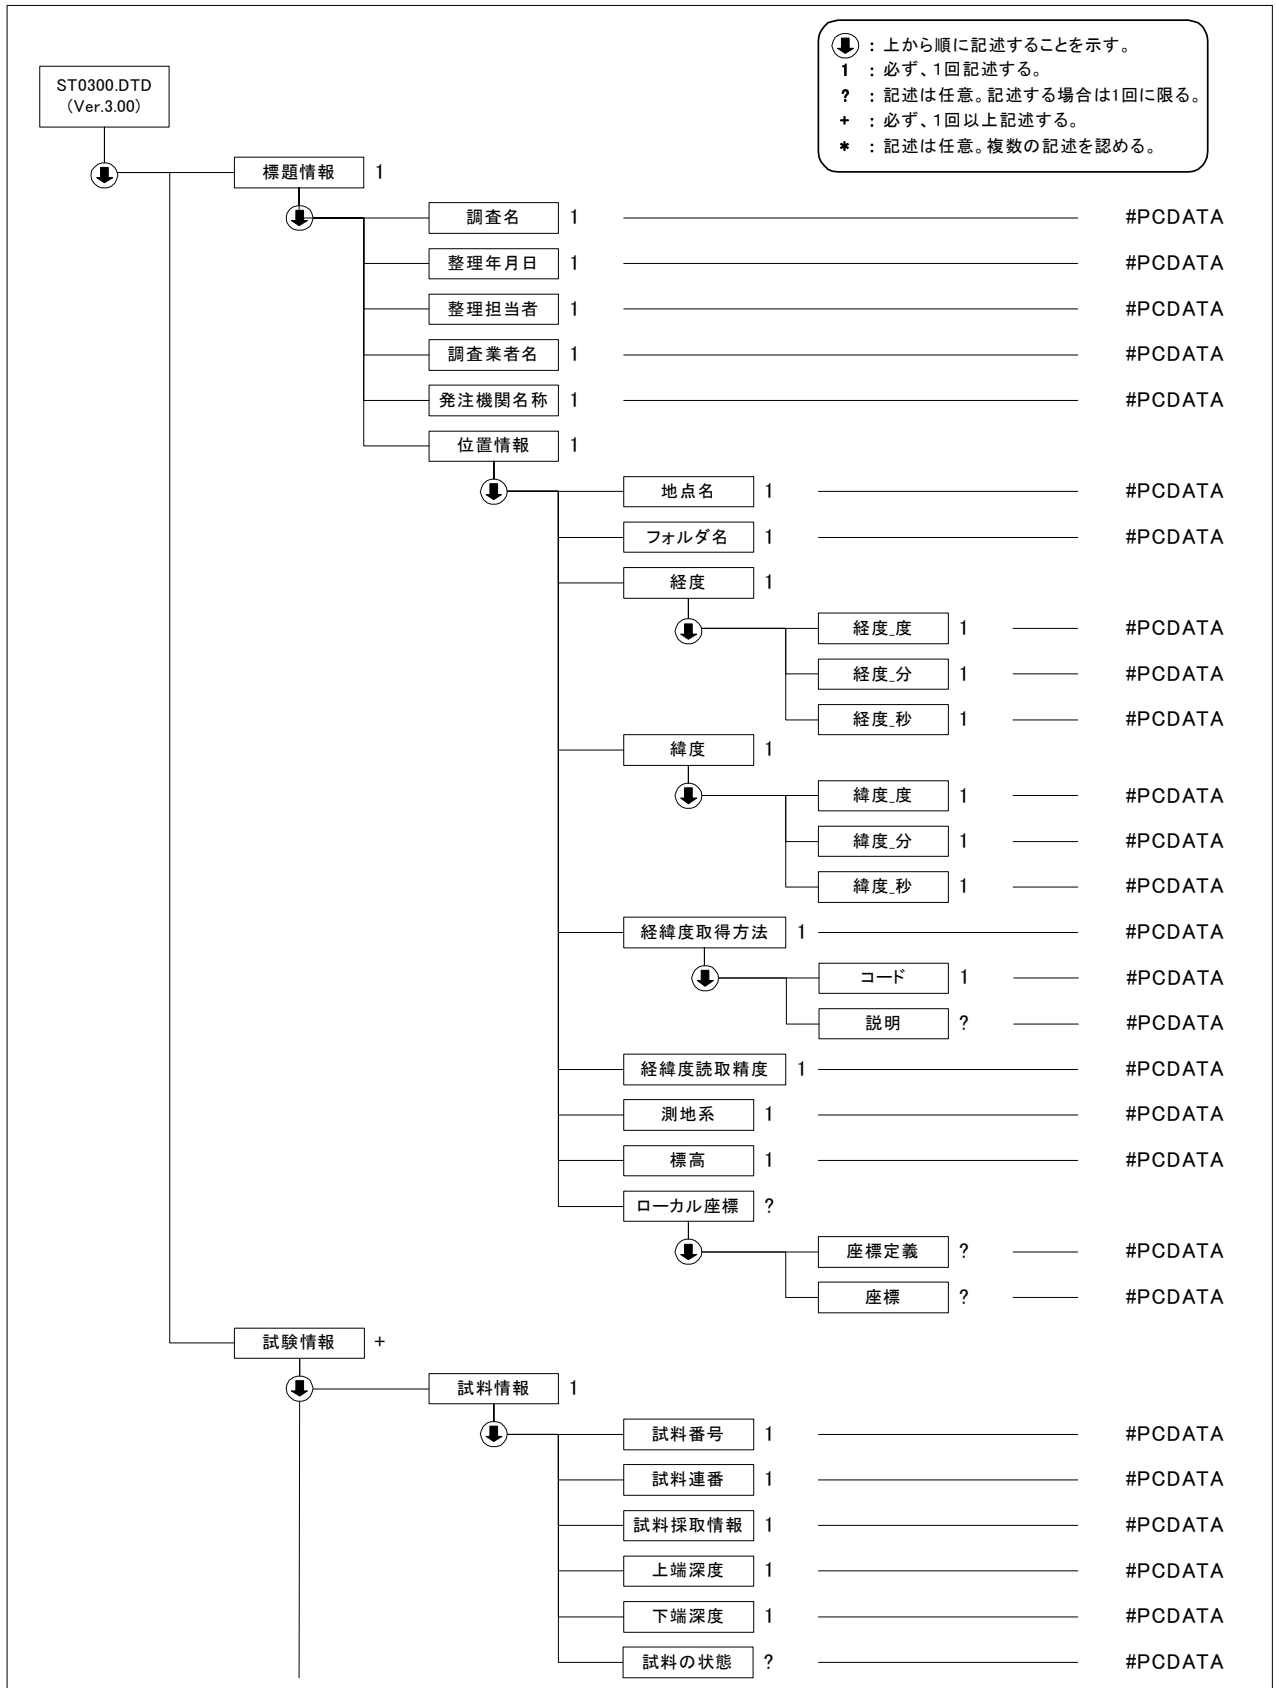 ： 上から順に記述することを示す。
1 ： 必ず、1回記述する。
? ： 記述は任意。記述する場合は1回に限る。
+ ： 必ず、1回以上記述する。
* ： 記述は任意。複数の記述を認める。
ST0300.DTD
(Ver.3.00)
標題情報 1
調査名 1 #PCDATA
整理年月日 1 #PCDATA
整理担当者 1 #PCDATA
調査業者名 1 #PCDATA
発注機関名称 1 #PCDATA
位置情報 1
地点名 1 #PCDATA
フォルダ名 1 #PCDATA
経度 1
経度_度 1 #PCDATA
経度_分 1 #PCDATA
経度_秒 1 #PCDATA
緯度 1
緯度_度 1 #PCDATA
緯度_分 1 #PCDATA
緯度_秒 1 #PCDATA
経緯度取得方法 1 #PCDATA
コード 1 #PCDATA
説明 ? #PCDATA
経緯度読取精度 1 #PCDATA
測地系 1 #PCDATA
標高 1 #PCDATA
ローカル座標 ?
座標定義 ? #PCDATA
座標 ? #PCDATA
試験情報 +
試料情報 1
試料番号 1 #PCDATA
試料連番 1 #PCDATA
試料採取情報 1 #PCDATA
上端深度 1 #PCDATA
下端深度 1 #PCDATA
試料の状態 ? #PCDATA